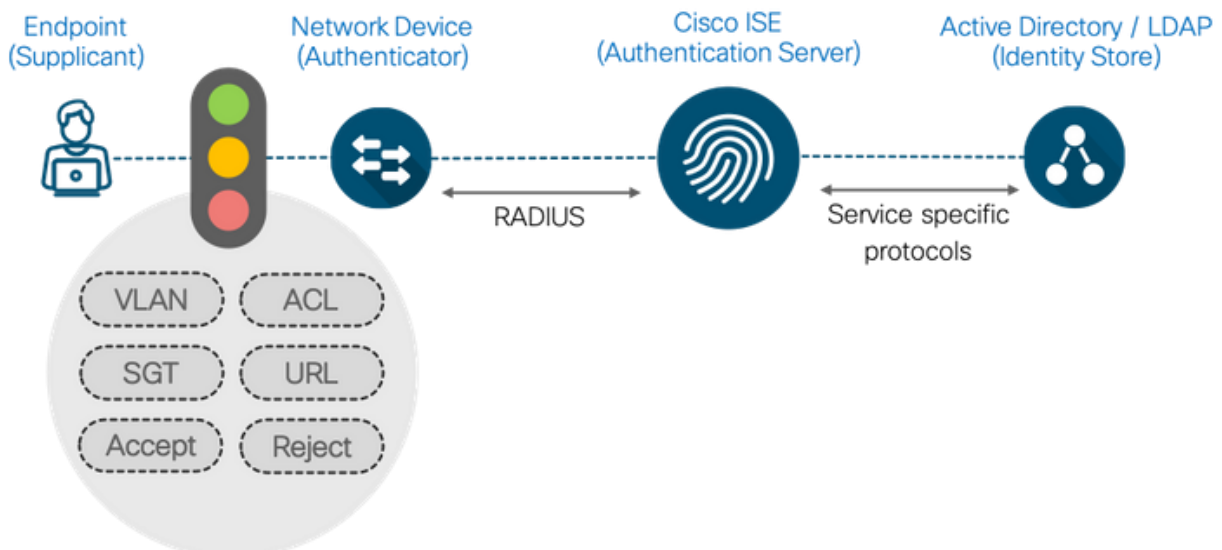 Endpoint
(Supplicant)
Network Device
(Authenticator)
Cisco ISE
(Authentication Server)
Active Directory / LDAP
(Identity Store)
RADIUS
Service specific
protocols
VLAN
ACL
SGT
URL
Accept
Reject